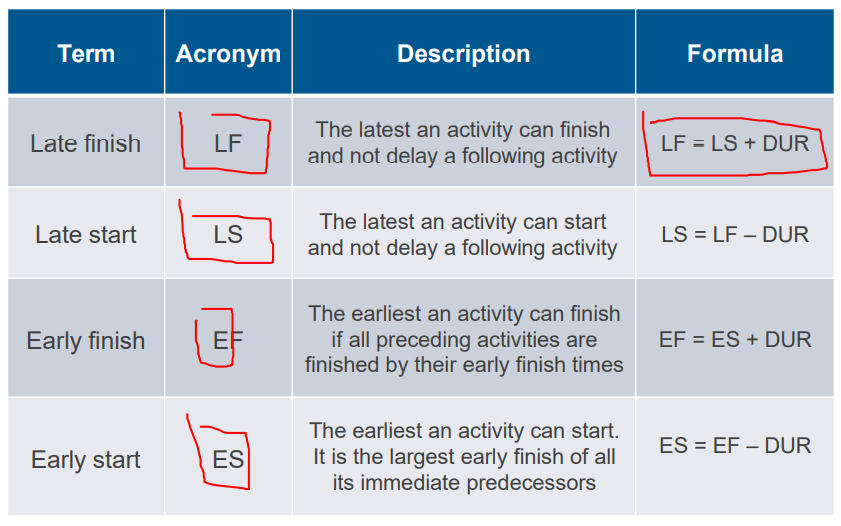 Term Acronym Description Formula
Late finish LF The latest an activity can finish
and not delay a following activity LF = LS + DUR
Late start LS The latest an activity can start
and not delay a following activity LS = LF – DUR
Early finish EF The earliest an activity can finish
if all preceding activities are
finished by their early finish times EF = ES + DUR
Early start ES The earliest an activity can start.
It is the largest early finish of all
its immediate predecessors ES = EF – DUR